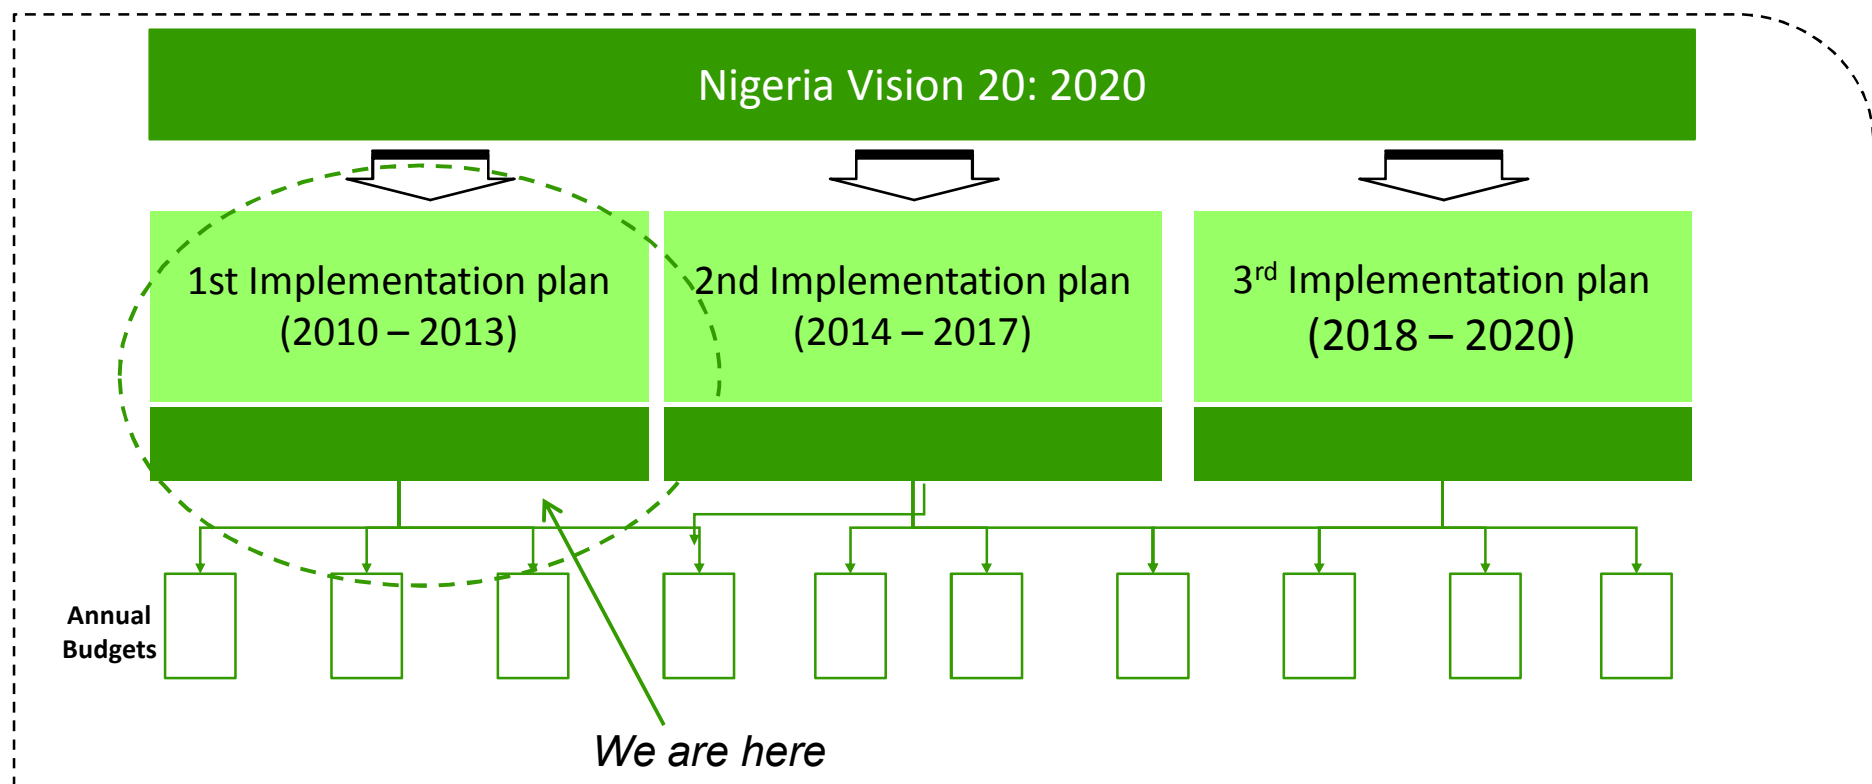 Nigeria Vision 20: 2020
1st Implementation plan
(2010 – 2013)
2nd Implementation plan
(2014 – 2017)
3rd Implementation plan
(2018 – 2020)
Annual
Budgets
We are here